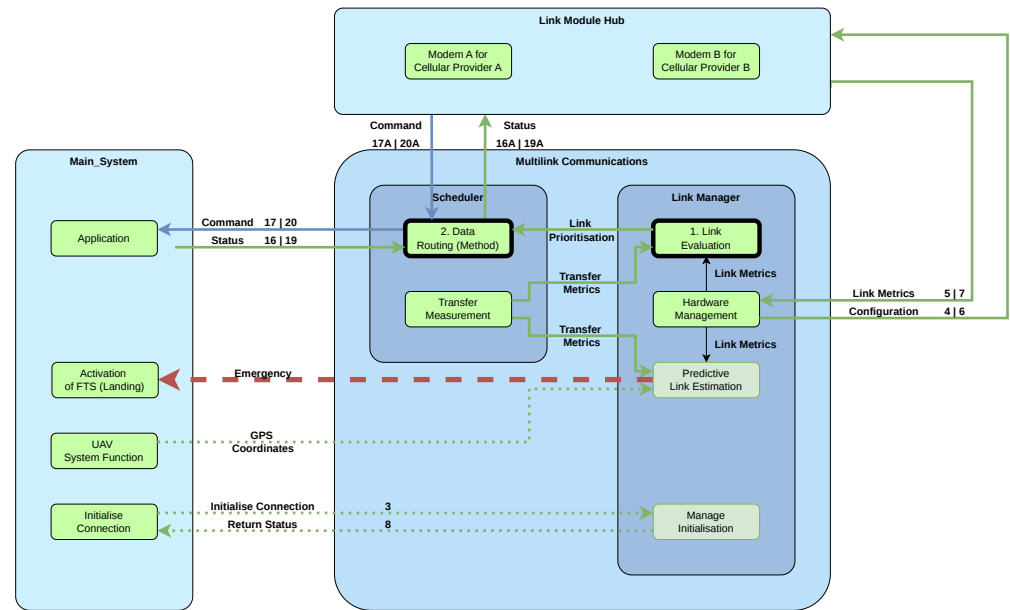 Link Module Hub
Modem A for
Cellular Provider A
Modem B for
Cellular Provider B
Command
17A | 20A
Status
16A | 19A
Main_System
Multilink Communications
Scheduler
Link Manager
Application
Command 17 | 20
Status 16 | 19
2. Data
Routing (Method)
Link
Prioritisation
1. Link
Evaluation
Link Metrics
Transfer
Metrics
Transfer
Measurement
Hardware
Management
Link Metrics 5 | 7
Configuration 4 | 6
Transfer
Metrics
Link Metrics
Activation
of FTS (Landing)
Emergency
Predictive
Link Estimation
UAV
System Function
GPS
Coordinates
Initialise
Connection
Initialise Connection 3
Return Status 8
Manage
Initialisation